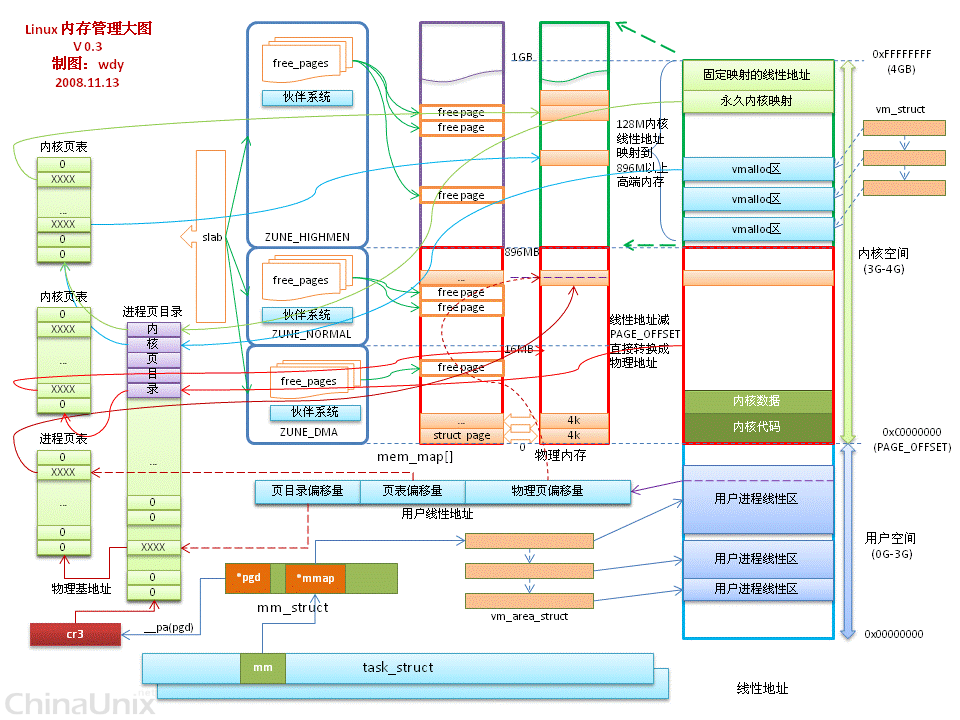 Linux 内存管理大图
V 0.3
制图：wdy
2008.11.13
free_pages
伙伴系统
ZUNE_HIGHMEN
free_pages
伙伴系统
ZUNE_NORMAL
free_pages
伙伴系统
ZUNE_DMA
slab
内核页表
0
XXXX
...
XXXX
0
0
内核页表
0
XXXX
...
XXXX
0
进程页表
0
XXXX
...
0
0
物理基地址
进程页目录
内
核
页
目
录
...
0
0
XXXX
0
0
free page
free page
free page
...
free page
free page
free page
...
struct page
mem_map[]
1GB
896MB
16MB
0
4k
4k
物理内存
128M内核
线性地址
映射到
896M以上
高端内存
线性地址减
PAGE_OFFSET
直接转换成
物理地址
固定映射的线性地址
永久内核映射
vmalloc区
vmalloc区
vmalloc区
内核数据
内核代码
用户进程线性区
用户进程线性区
用户进程线性区
线性地址
0xFFFFFFFF
(4GB)
vm_struct
内核空间
(3G-4G)
0xC0000000
(PAGE_OFFSET)
用户空间
(0G-3G)
0x00000000
页目录偏移量
页表偏移量
物理页偏移量
用户线性地址
*pgd
*mmap
mm_struct
vm_area_struct
cr3
__pa(pgd)
mm
task_struct
ChinaUnix
.net